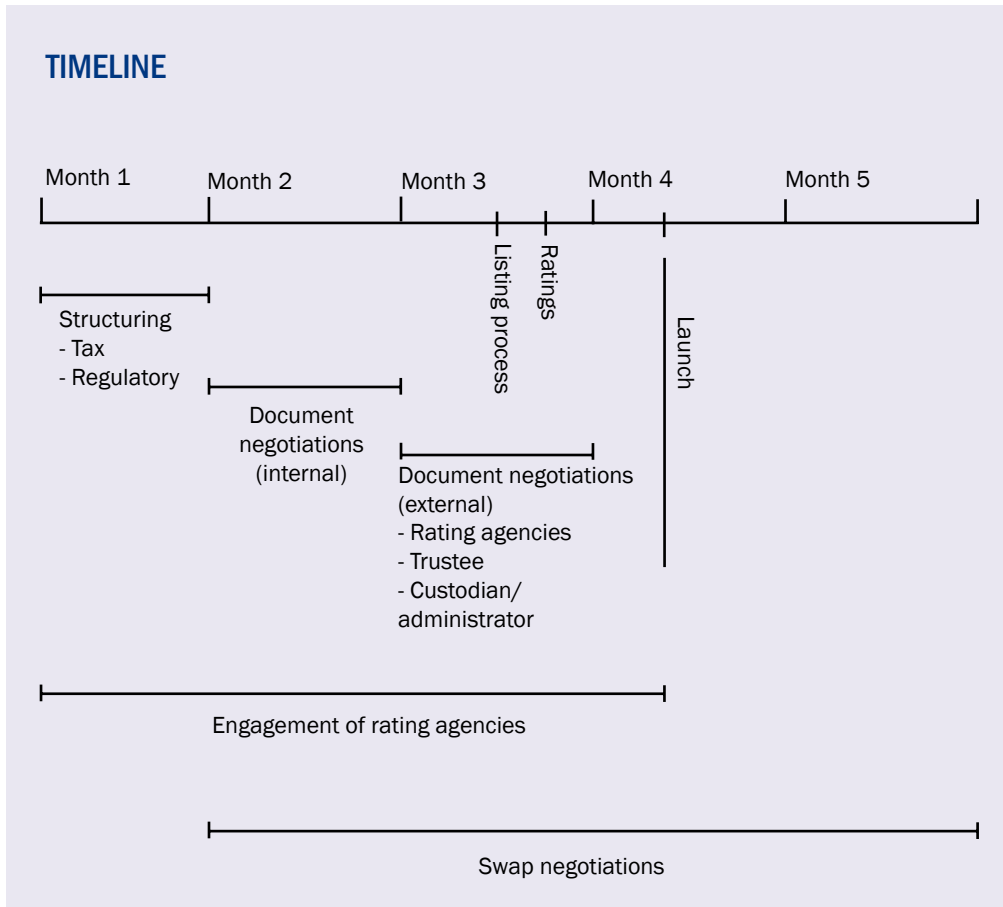 TIMELINE
Month 1
Month 2
Month 3
Month 4
Month 5
Listing process
Ratings
Launch
Structuring
- Tax
- Regulatory
Document
negotiations
(internal)
Document negotiations
(external)
- Rating agencies
- Trustee
- Custodian/
administrator
Engagement of rating agencies
Swap negotiations